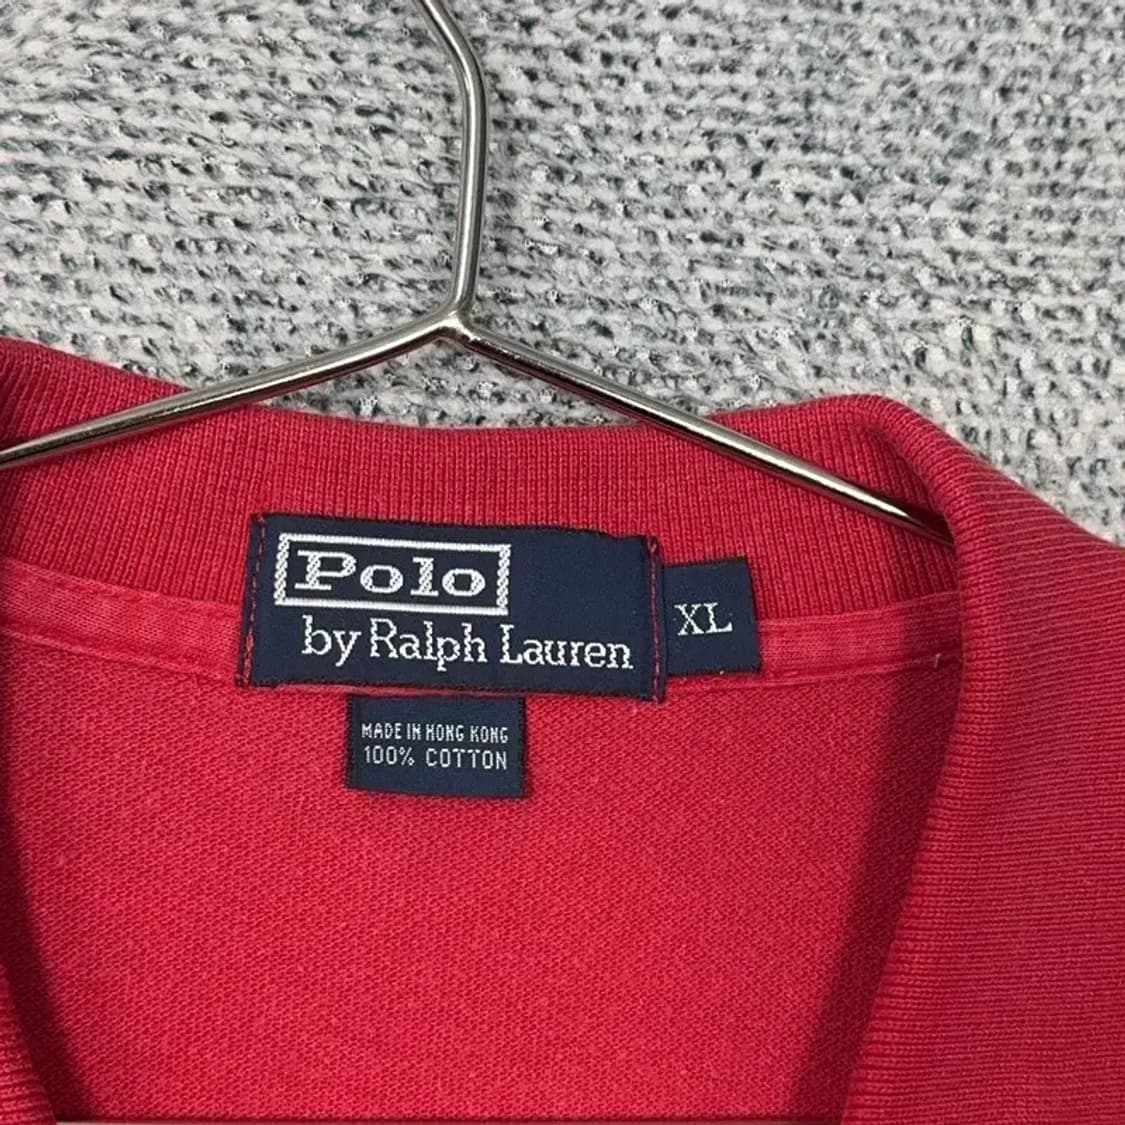 Polo
by Ralph Lauren
XL
MADE IN HONG KONG
100% COTTON